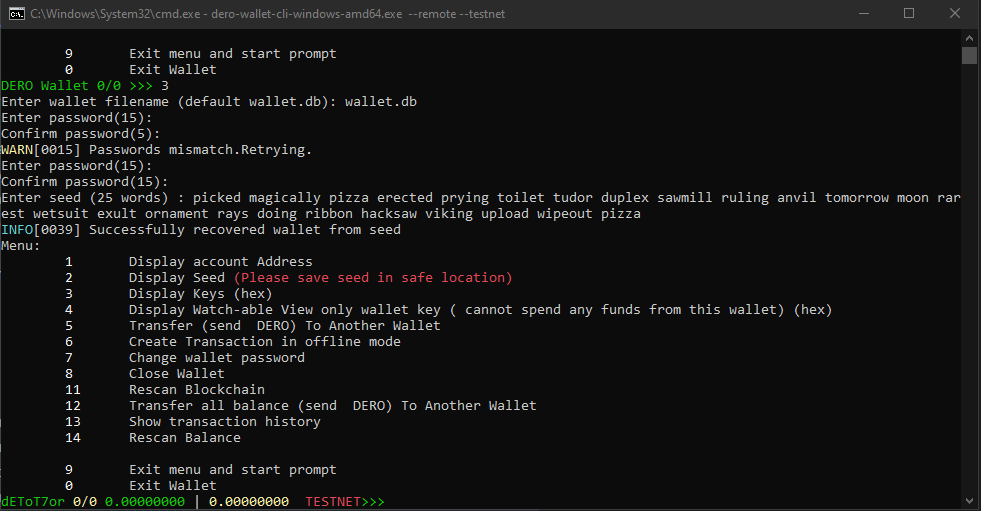 C:\Windows\System32\cmd.exe - dero-wallet-cli-windows-amd64.exe --remote --testnet
9 Exit menu and start prompt
0 Exit Wallet
DERO Wallet 0/0 >>> 3
Enter wallet filename (default wallet.db): wallet.db
Enter password(15):
Confirm password(5):
WARN[0015] Passwords mismatch.Retrying.
Enter password(15):
Confirm password(15):
Enter seed (25 words) : picked magically pizza erected prying toilet tudor duplex sawmill ruling anvil tomorrow moon rar
est wetsuit exult ornament rays doing ribbon hacksaw viking upload wipeout pizza
INFO[0039] Successfully recovered wallet from seed
Menu:
1 Display account Address
2 Display Seed (Please save seed in safe location)
3 Display Keys (hex)
4 Display Watch-able View only wallet key ( cannot spend any funds from this wallet) (hex)
5 Transfer (send  DERO) To Another Wallet
6 Create Transaction in offline mode
7 Change wallet password
8 Close Wallet
11 Rescan Blockchain
12 Transfer all balance (send  DERO) To Another Wallet
13 Show transaction history
14 Rescan Balance
9 Exit menu and start prompt
0 Exit Wallet
dEToT7or 0/0 0.00000000 | 0.00000000  TESTNET>>>